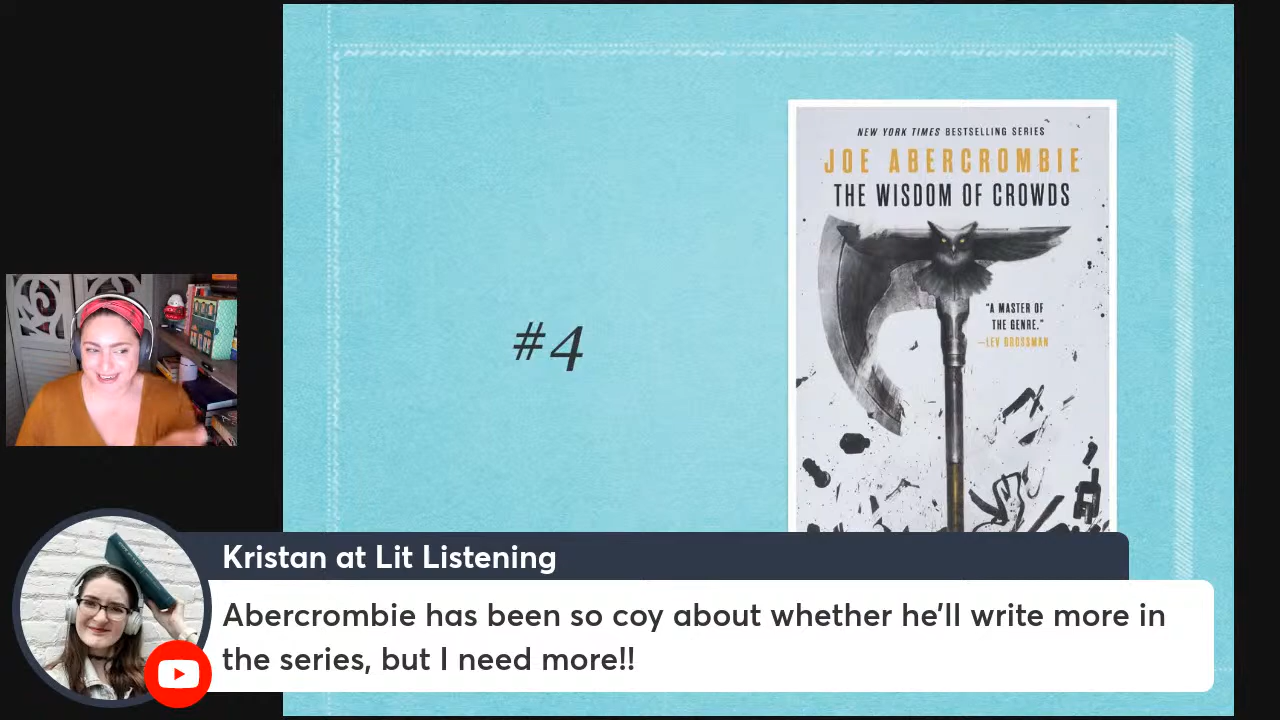 #4
NEW YORK TIMES BESTSELLING SERIES
JOE ABERCROMBIE
THE WISDOM OF CROWDS
“A MASTER OF
THE GENRE.”
—LEV GROSSMAN
Kristan at Lit Listening
Abercrombie has been so coy about whether he’ll write more in
the series, but I need more!!